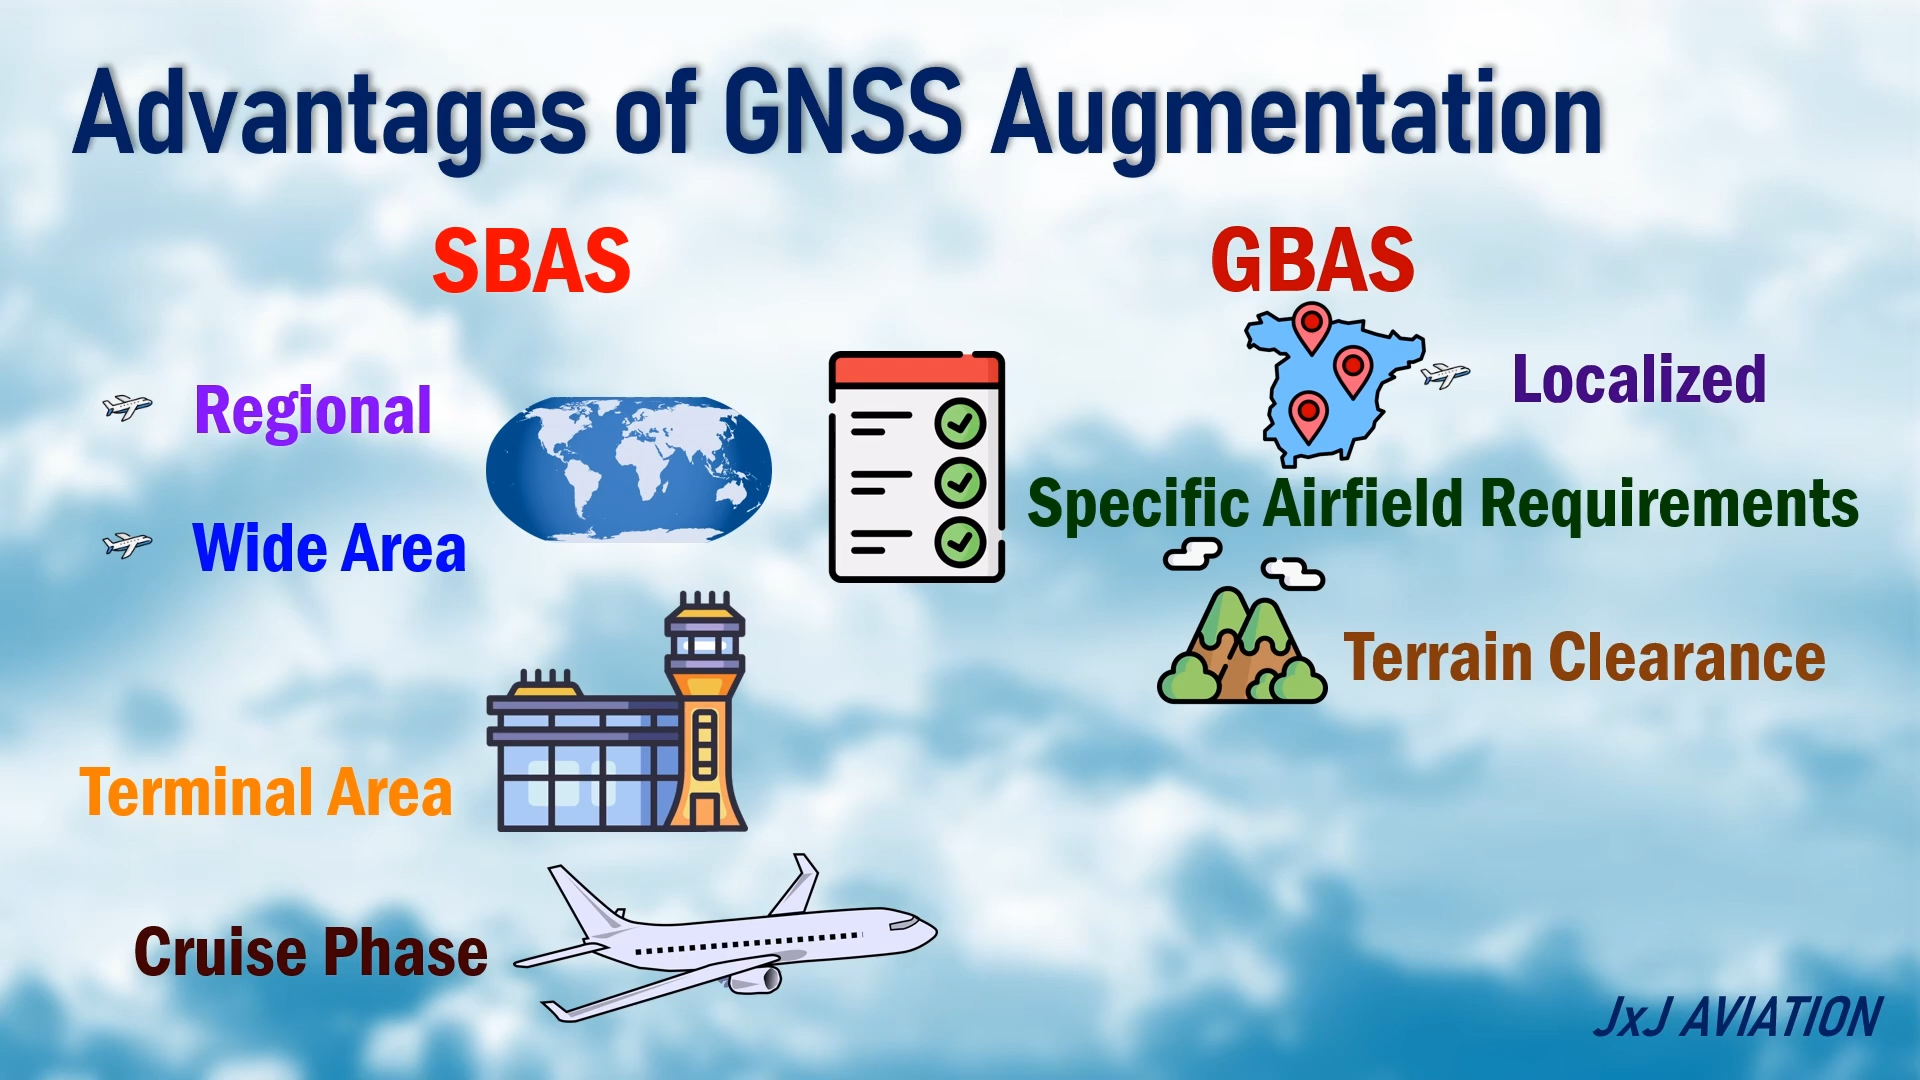 Advantages of GNSS Augmentation
SBAS
Regional
Wide Area
Terminal Area
Cruise Phase
GBAS
Localized
Specific Airfield Requirements
Terrain Clearance
JxJ AVIATION